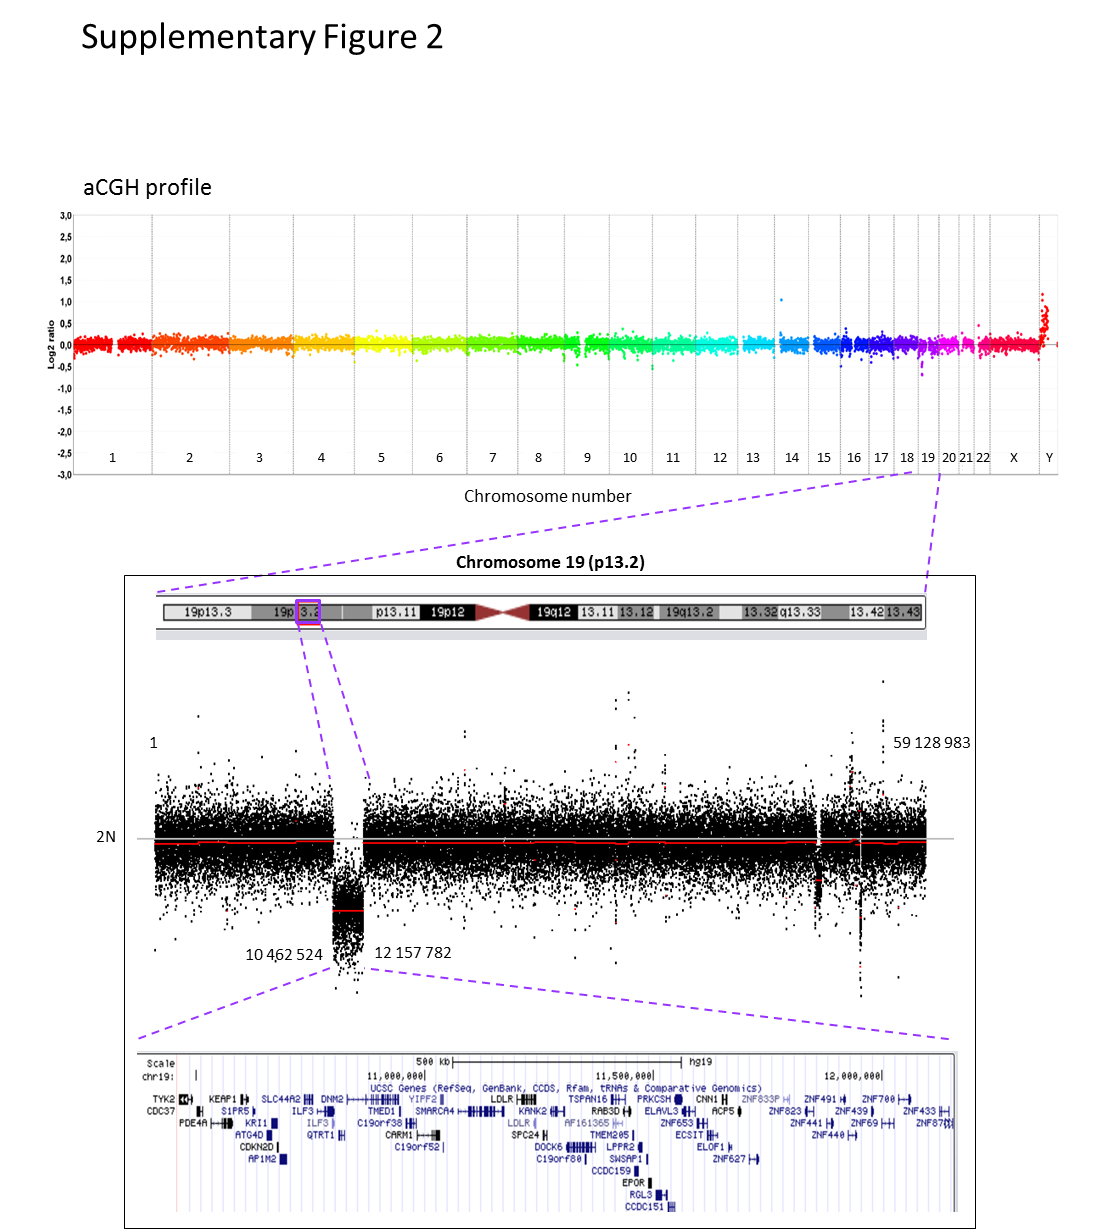 Supplementary Figure 2
aCGH profile
3,0
2,5
2,0
1,5
1,0
0,5
0,0
-0,5
-1,0
-1,5
-2,0
-2,5
-3,0
Log2 ratio
1 2 3 4 5 6 7 8 9 10 11 12 13 14 15 16 17 18 19 20 21 22 X Y
Chromosome number
Chromosome 19 (p13.2)
19p13.3 19p 3.2 p13.11 19p12 19q12 13.11 13.12 19q13.2 13.32 q13.33 13.42 13.43
1 59 128 983
2N
10 462 524 12 157 782
Scale 500 kb hg19
chr19: 11,000,000 11,500,000 12,000,000
UCSC Genes (RefSeq, GenBank, CCDS, Rfam, tRNAs & Comparative Genomics)
TYK2 KEAP1 SLC44A2 DNM2 YIPF2 LDLR TSPAN16 PRKCSH CNN1 ZNF833P ZNF491 ZNF700
CDC37 S1PR5 ILF3 TMED1 SMARCA4 KANK2 RAB3D ELAVL3 ACP5 ZNF823 ZNF439 ZNF433
PDE4A KRI1 ILF3 C19orf38 LDLR AF161365 ZNF653 ZNF441 ZNF69 ZNF87
ATG4D QTRT1 CARM1 SPC24 TMEM205 ECSIT ZNF440
CDKN2D C19orf52 DOCK6 LPPR2 ELOF1
AP1M2 C19orf80 SWSAP1 ZNF627
CCDC159
EPOR
RGL3
CCDC151